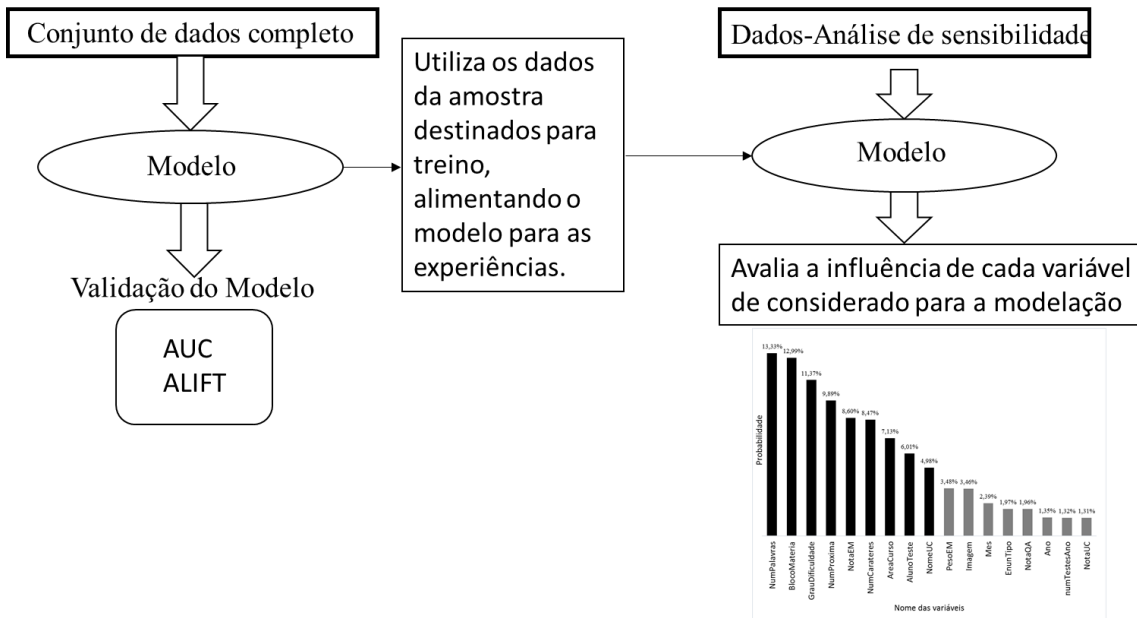 Conjunto de dados completo
Modelo
Validação do Modelo
AUC
ALIFT
Utiliza os dados
da amostra
destinados para
treino,
alimentando o
modelo para as
experiências.
Dados-Análise de sensibilidade
Modelo
Avalia a influência de cada variável
de considerado para a modelação
13,33%
12,99%
11,37%
9,89%
8,60%
8,47%
7,13%
6,01%
4,98%
3,48%
3,46%
2,39%
1,97%
1,96%
1,35%
1,32%
1,31%
Probabilidade
NumPalavras
BlocoMateria
GrauDificuldade
NumProxima
NotaEM
NumCarateres
AreaCurso
AlunoTeste
NomeUC
PesoEM
Imagem
Mes
EnunTipo
NotaQA
Ano
numTestesAno
NotaUC
Nome das variáveis